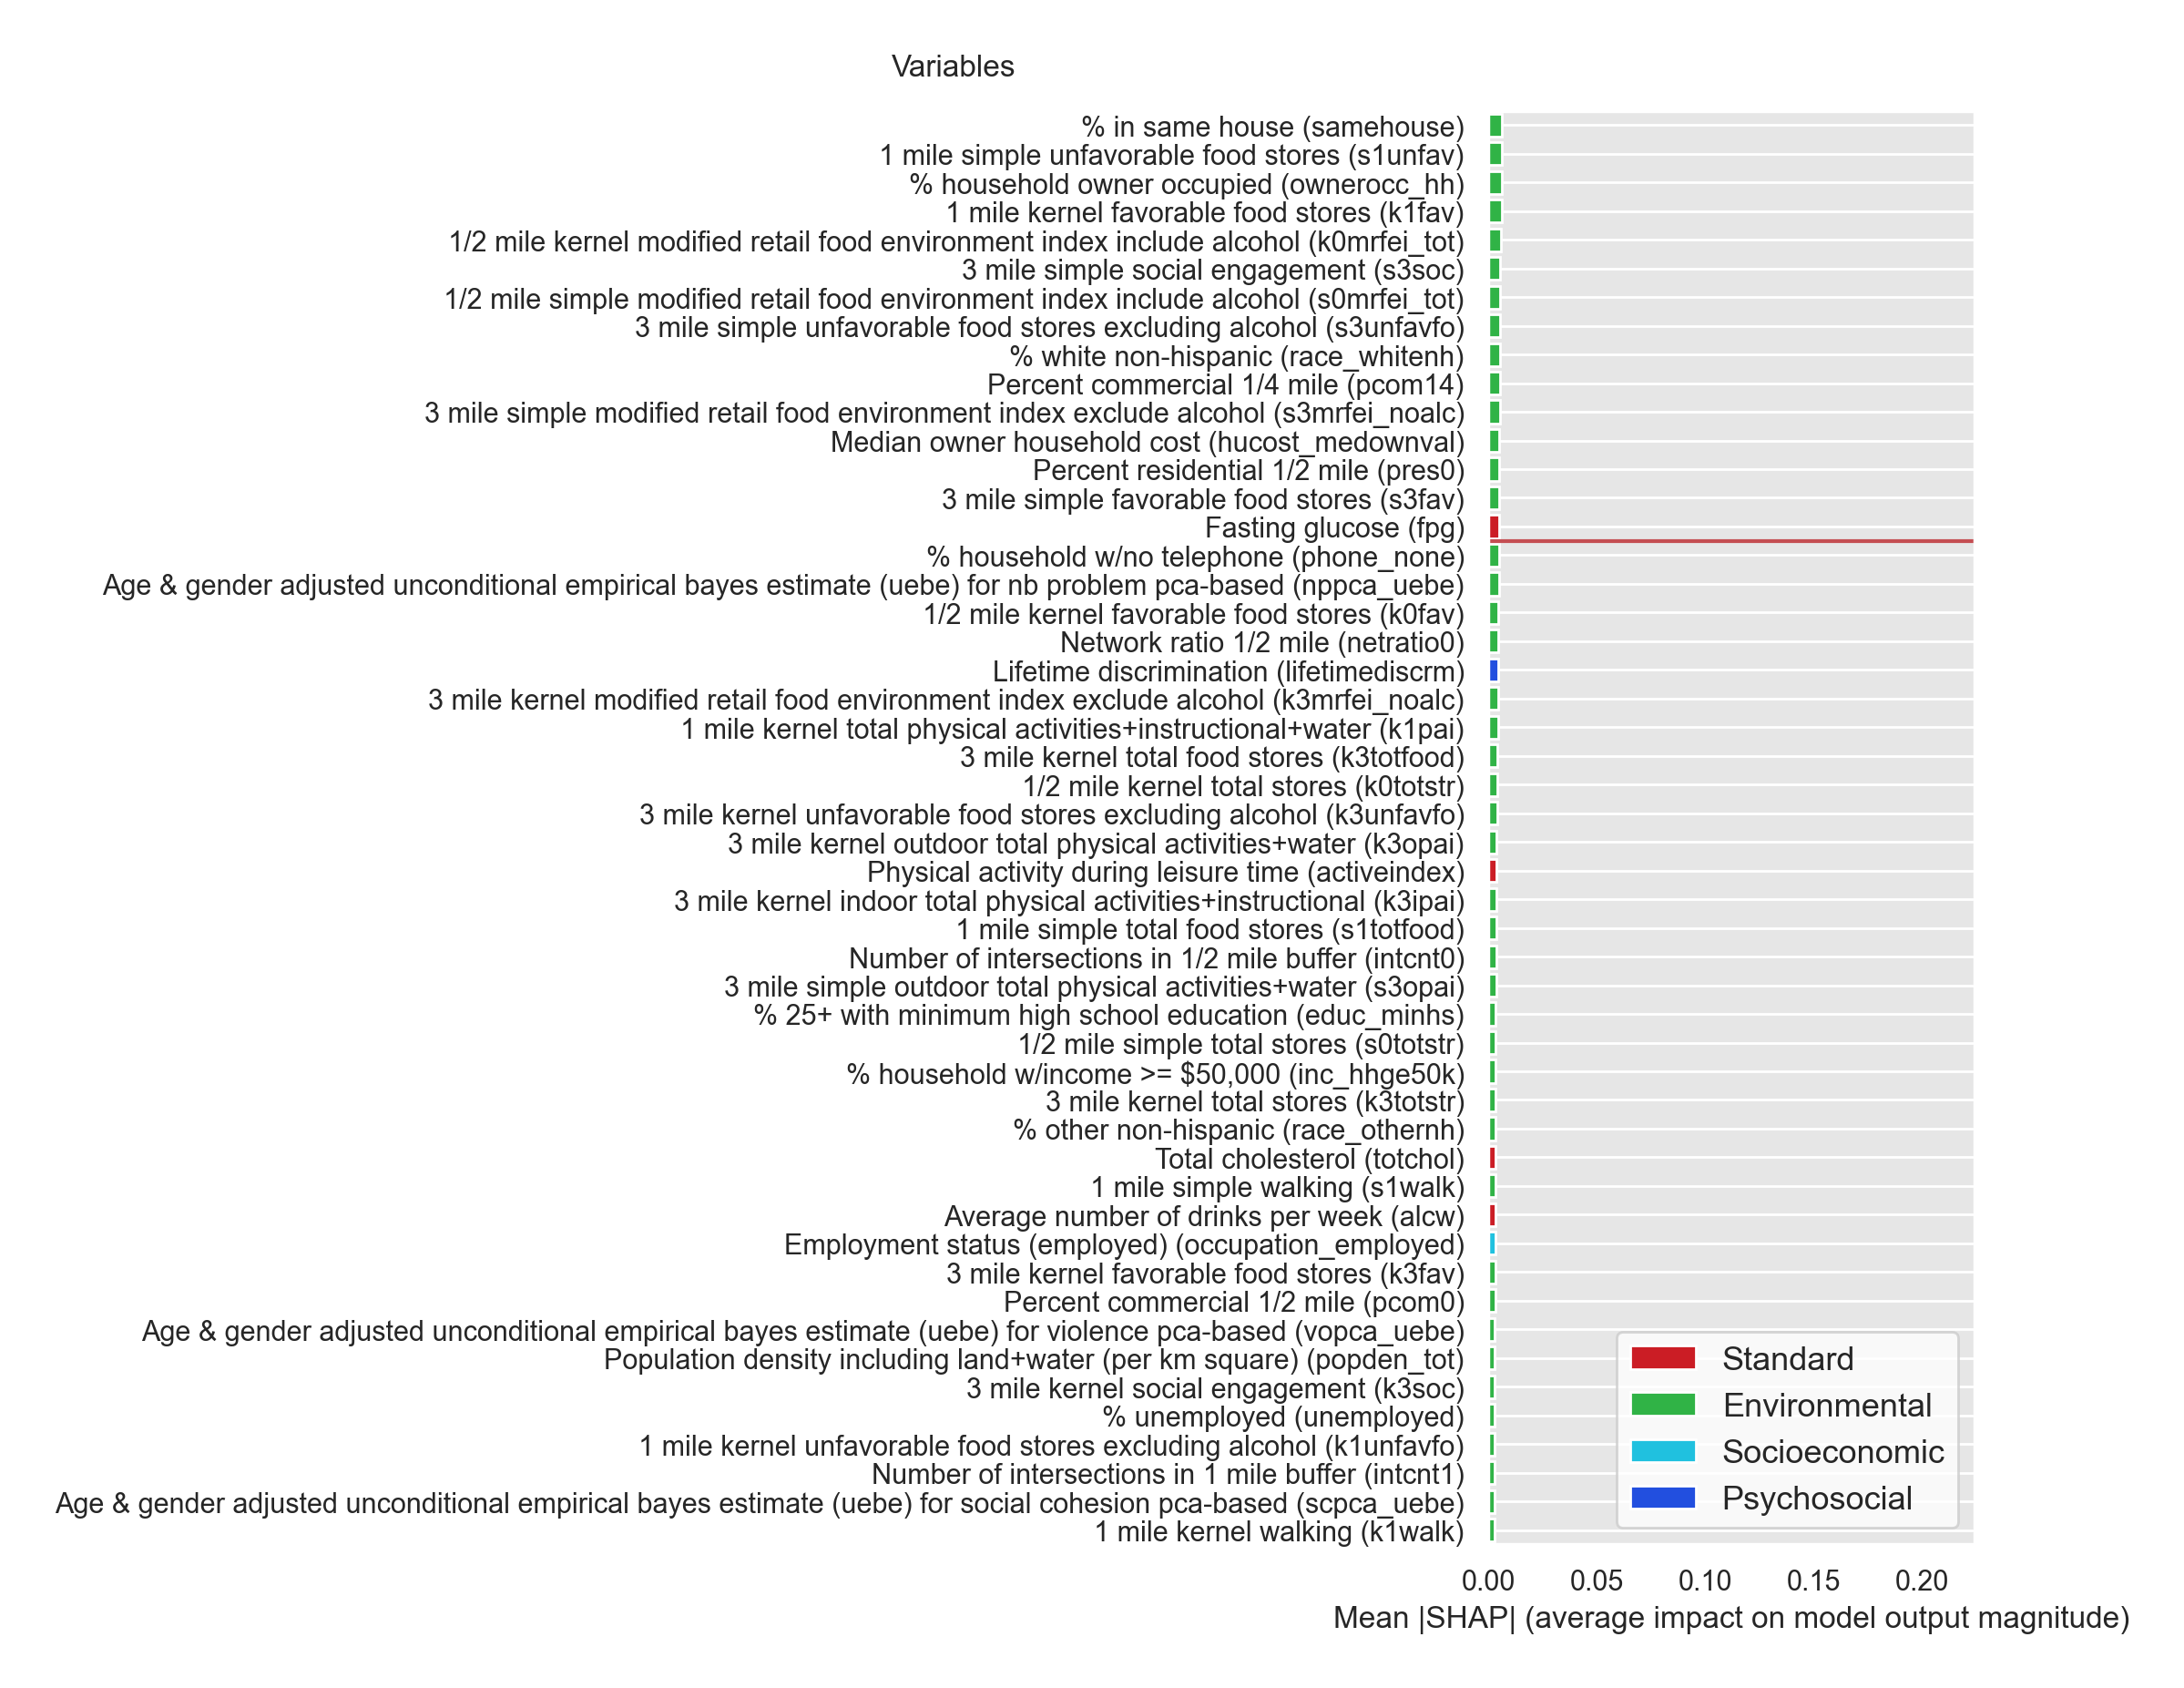 Variables
% in same house (samehouse)
1 mile simple unfavorable food stores (s1unfav)
% household owner occupied (ownerocc_hh)
1 mile kernel favorable food stores (k1fav)
1/2 mile kernel modified retail food environment index include alcohol (k0mrfei_tot)
3 mile simple social engagement (s3soc)
1/2 mile simple modified retail food environment index include alcohol (s0mrfei_tot)
3 mile simple unfavorable food stores excluding alcohol (s3unfavfo)
% white non-hispanic (race_whitenh)
Percent commercial 1/4 mile (pcom14)
3 mile simple modified retail food environment index exclude alcohol (s3mrfei_noalc)
Median owner household cost (hucost_medownval)
Percent residential 1/2 mile (pres0)
3 mile simple favorable food stores (s3fav)
Fasting glucose (fpg)
% household w/no telephone (phone_none)
Age & gender adjusted unconditional empirical bayes estimate (uebe) for nb problem pca-based (nppca_uebe)
1/2 mile kernel favorable food stores (k0fav)
Network ratio 1/2 mile (netratio0)
Lifetime discrimination (lifetimediscrm)
3 mile kernel modified retail food environment index exclude alcohol (k3mrfei_noalc)
1 mile kernel total physical activities+instructional+water (k1pai)
3 mile kernel total food stores (k3totfood)
1/2 mile kernel total stores (k0totstr)
3 mile kernel unfavorable food stores excluding alcohol (k3unfavfo)
3 mile kernel outdoor total physical activities+water (k3opai)
Physical activity during leisure time (activeindex)
3 mile kernel indoor total physical activities+instructional (k3ipai)
1 mile simple total food stores (s1totfood)
Number of intersections in 1/2 mile buffer (intcnt0)
3 mile simple outdoor total physical activities+water (s3opai)
% 25+ with minimum high school education (educ_minhs)
1/2 mile simple total stores (s0totstr)
% household w/income >= $50,000 (inc_hhge50k)
3 mile kernel total stores (k3totstr)
% other non-hispanic (race_othernh)
Total cholesterol (totchol)
1 mile simple walking (s1walk)
Average number of drinks per week (alcw)
Employment status (employed) (occupation_employed)
3 mile kernel favorable food stores (k3fav)
Percent commercial 1/2 mile (pcom0)
Age & gender adjusted unconditional empirical bayes estimate (uebe) for violence pca-based (vopca_uebe)
Population density including land+water (per km square) (popden_tot)
3 mile kernel social engagement (k3soc)
% unemployed (unemployed)
1 mile kernel unfavorable food stores excluding alcohol (k1unfavfo)
Number of intersections in 1 mile buffer (intcnt1)
Age & gender adjusted unconditional empirical bayes estimate (uebe) for social cohesion pca-based (scpca_uebe)
1 mile kernel walking (k1walk)
Standard
Environmental
Socioeconomic
Psychosocial
0.00 0.05 0.10 0.15 0.20
Mean |SHAP| (average impact on model output magnitude)